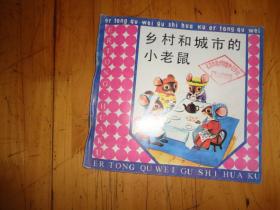 er tong qu wei gu shi hua ku er tong qu wei
乡村和城市的
小老鼠
ER TONG QU WEI GU SHI HUA KU